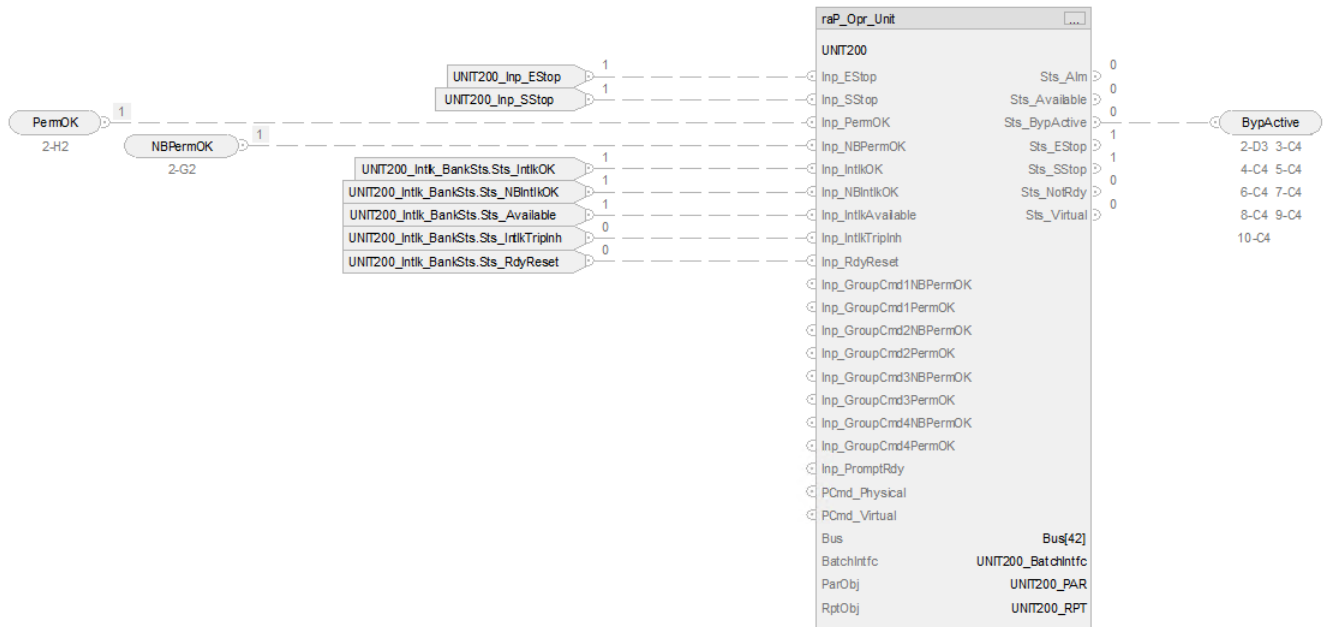 raP_Opr_Unit ...
UNIT200
UNIT200_Inp_EStop 1 Inp_EStop Sts_Alm 0
UNIT200_Inp_SStop 1 Inp_SStop Sts_Available 0
PermOK 1 Inp_PermOK Sts_BypActive 0 BypActive
2-H2 2-D3 3-C4
NBPermOK 1 Inp_NBPermOK Sts_EStop 1
2-G2 4-C4 5-C4
UNIT200_Intlk_BankSts.Sts_IntlkOK 1 Inp_IntlkOK Sts_SStop 1
UNIT200_Intlk_BankSts.Sts_NBIntlkOK 1 Inp_NBIntlkOK Sts_NotRdy 0 6-C4 7-C4
UNIT200_Intlk_BankSts.Sts_Available 1 Inp_IntlkAvailable Sts_Virtual 0 8-C4 9-C4
UNIT200_Intlk_BankSts.Sts_IntlkTripInh 0 Inp_IntlkTripInh 10-C4
UNIT200_Intlk_BankSts.Sts_RdyReset 0 Inp_RdyReset
Inp_GroupCmd1NBPermOK
Inp_GroupCmd1PermOK
Inp_GroupCmd2NBPermOK
Inp_GroupCmd2PermOK
Inp_GroupCmd3NBPermOK
Inp_GroupCmd3PermOK
Inp_GroupCmd4NBPermOK
Inp_GroupCmd4PermOK
Inp_PromptRdy
PCmd_Physical
PCmd_Virtual
Bus Bus[42]
BatchIntfc UNIT200_BatchIntfc
ParObj UNIT200_PAR
RptObj UNIT200_RPT